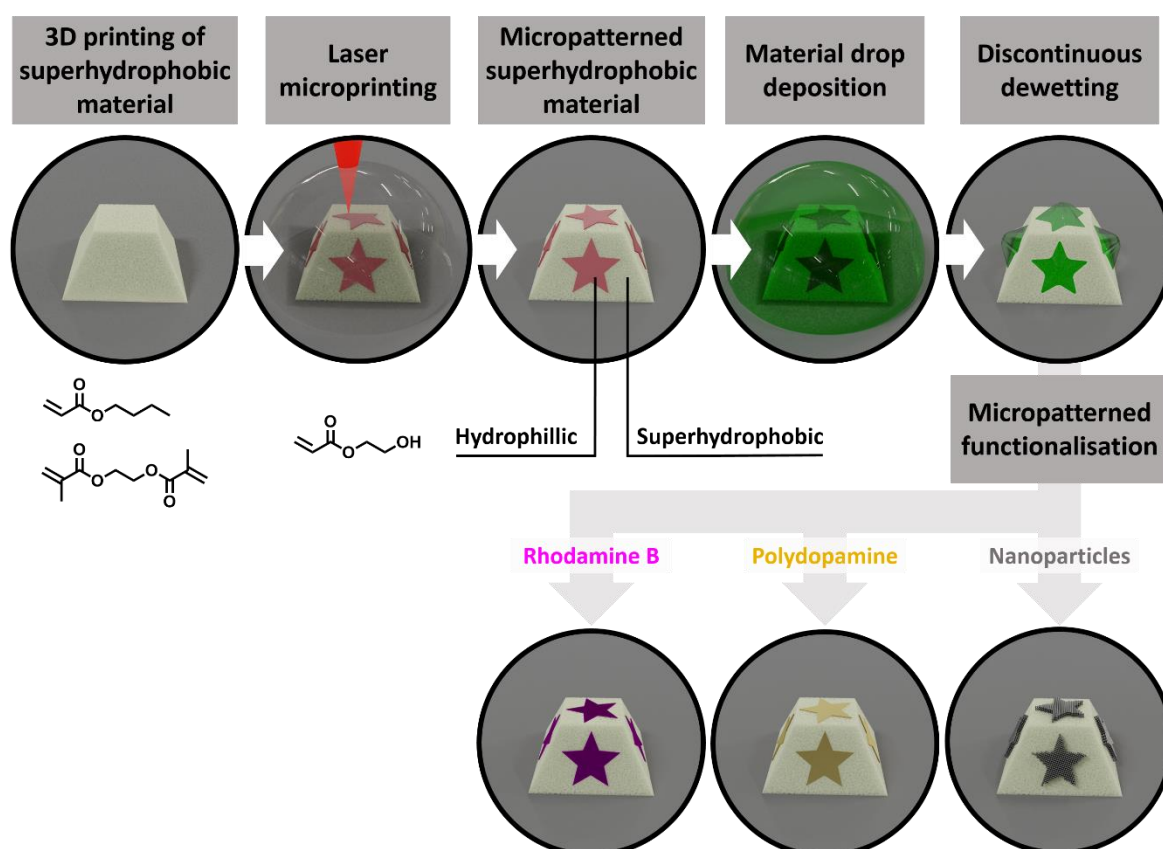 3D printing of
superhydrophobic
material
Laser
microprinting
Micropatterned
superhydrophobic
material
Material drop
deposition
Discontinuous
dewetting
O
O
O
O
O
O
O
O
OH
Hydrophillic
Superhydrophobic
Micropatterned
functionalisation
Rhodamine B
Polydopamine
Nanoparticles